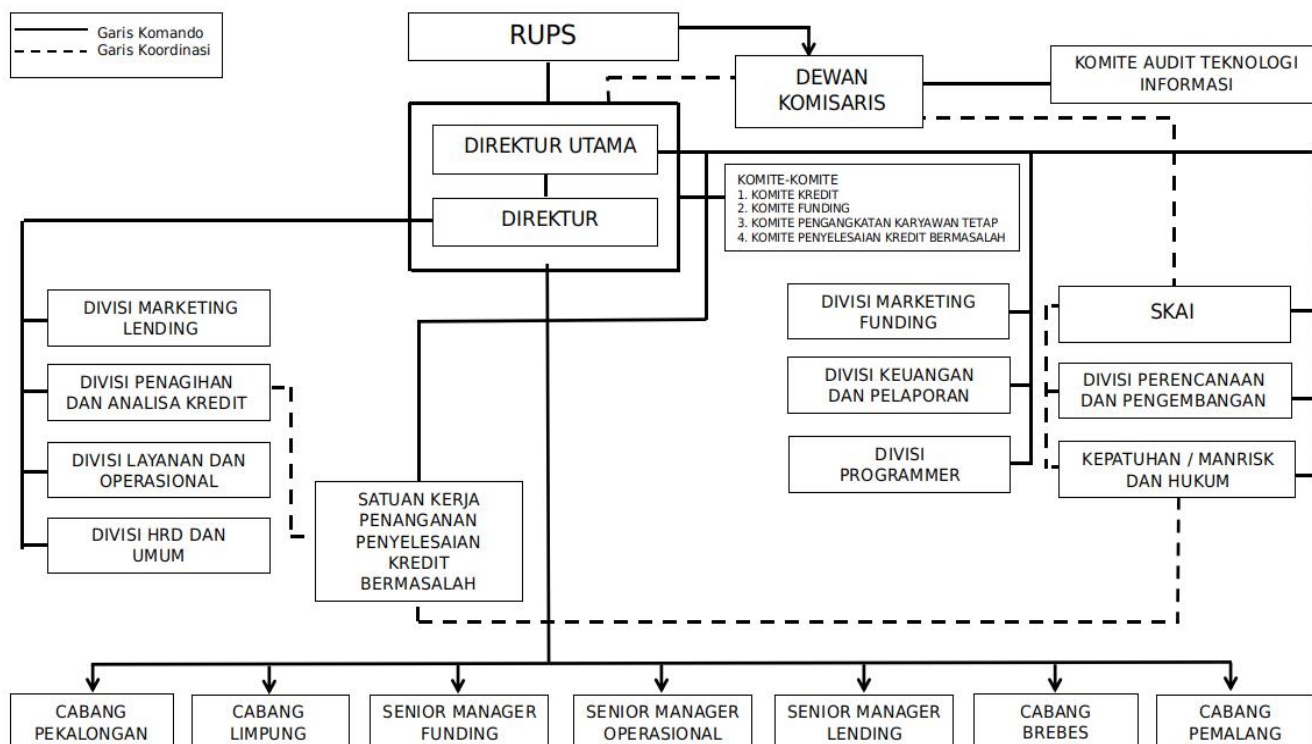 Garis Komando
Garis Koordinasi
RUPS
DEWAN
KOMISARIS
KOMITE AUDIT TEKNOLOGI
INFORMASI
DIREKTUR UTAMA
DIREKTUR
KOMITE-KOMITE
1. KOMITE KREDIT
2. KOMITE FUNDING
3. KOMITE PENGANGKATAN KARYAWAN TETAP
4. KOMITE PENYELESAIAN KREDIT BERMASALAH
DIVISI MARKETING
LENDING
DIVISI PENAGIHAN
DAN ANALISA KREDIT
DIVISI LAYANAN DAN
OPERASIONAL
DIVISI HRD DAN
UMUM
SATUAN KERJA
PENANGANAN
PENYELESAIAN
KREDIT
BERMASALAH
DIVISI MARKETING
FUNDING
DIVISI KEUANGAN
DAN PELAPORAN
DIVISI
PROGRAMMER
SKAI
DIVISI PERENCANAAN
DAN PENGEMBANGAN
KEPATUHAN / MANRISK
DAN HUKUM
CABANG
PEKALONGAN
CABANG
LIMPUNG
SENIOR MANAGER
FUNDING
SENIOR MANAGER
OPERASIONAL
SENIOR MANAGER
LENDING
CABANG
BREBES
CABANG
PEMALANG